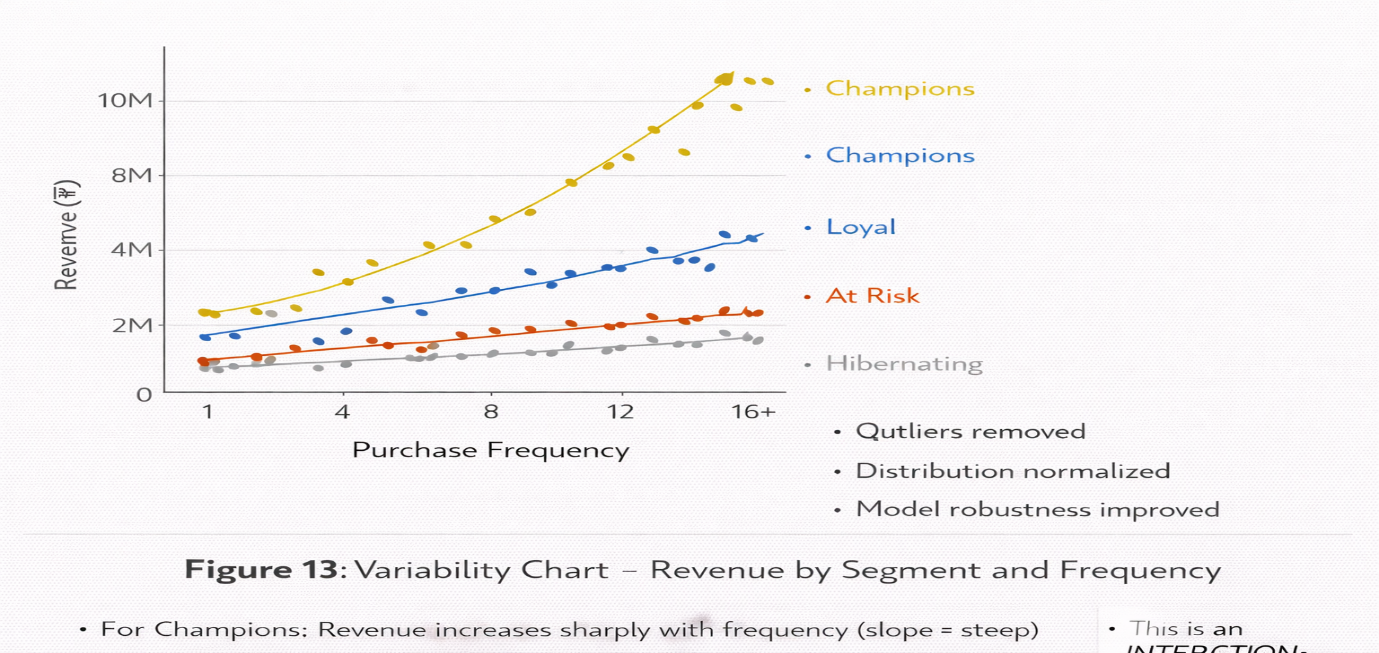 10M
8M
4M
2M
0
Revemve
1 4 8 12 16+
Purchase Frequency
• Champions
• Champions
• Loyal
• At Risk
• Hibernating
• Qutliers removed
• Distribution normalized
• Model robustness improved
Figure 13: Variability Chart – Revenue by Segment and Frequency
• For Champions: Revenue increases sharply with frequency (slope = steep)
• This is an